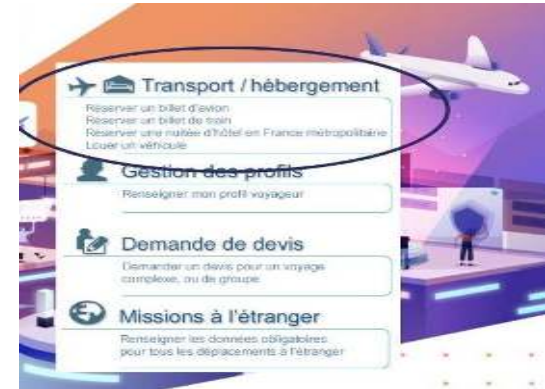 Transport / hébergement
Réserver un billet d'avion
Réserver un billet de train
Réserver une nuitée d'hôtel en France métropolitaine
Louer un véhicule
Gestion des profils
Renseigner mon profil voyageur
Demande de devis
Demander un devis pour un voyage
complexe, ou de groupe
Missions à l'étranger
Renseigner les données obligatoires
pour tous les déplacements à l'étranger